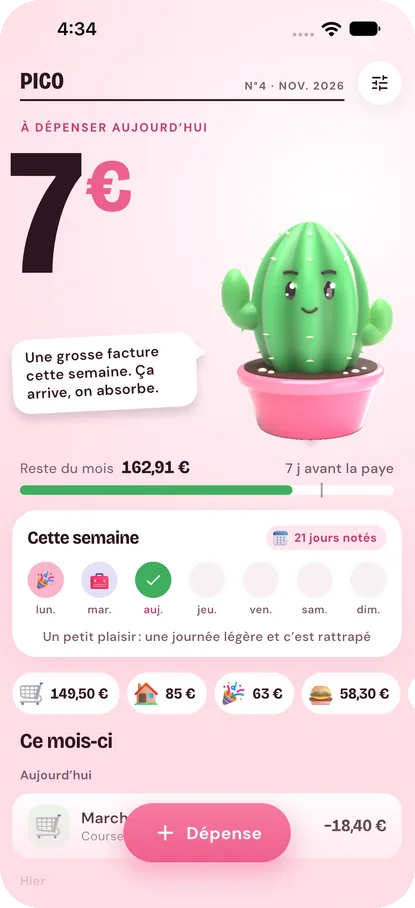 4:34
PICO
N°4 · NOV. 2026
À DÉPENSER AUJOURD'HUI
7€
Une grosse facture
cette semaine. Ça
arrive, on absorbe.
Reste du mois 162,91 €
7 j avant la paye
Cette semaine
21 jours notés
lun. mar. auj. jeu. ven. sam. dim.
Un petit plaisir : une journée légère et c'est rattrapé
149,50 € 85 € 63 € 58,30 €
Ce mois-ci
Aujourd'hui
March
Course
-18,40 €
+ Dépense
Hier